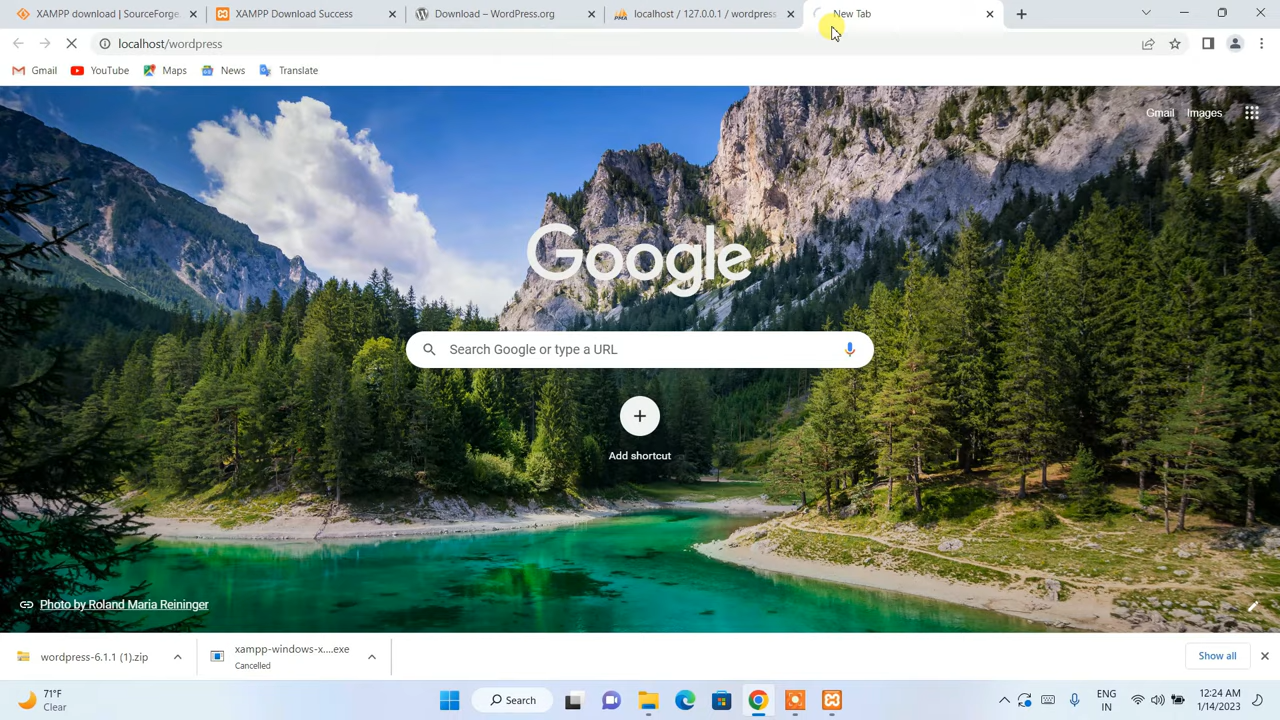 XAMPP download | SourceForge
XAMPP Download Success
Download – WordPress.org
localhost / 127.0.0.1 / wordpress
New Tab
localhost/wordpress
Gmail
YouTube
Maps
News
Translate
Gmail
Images
Google
Search Google or type a URL
Add shortcut
Photo by Roland Maria Reininger
wordpress-6.1.1 (1).zip
xampp-windows-x....exe
Cancelled
Show all
71°F
Clear
Search
ENG
IN
12:24 AM
1/14/2023